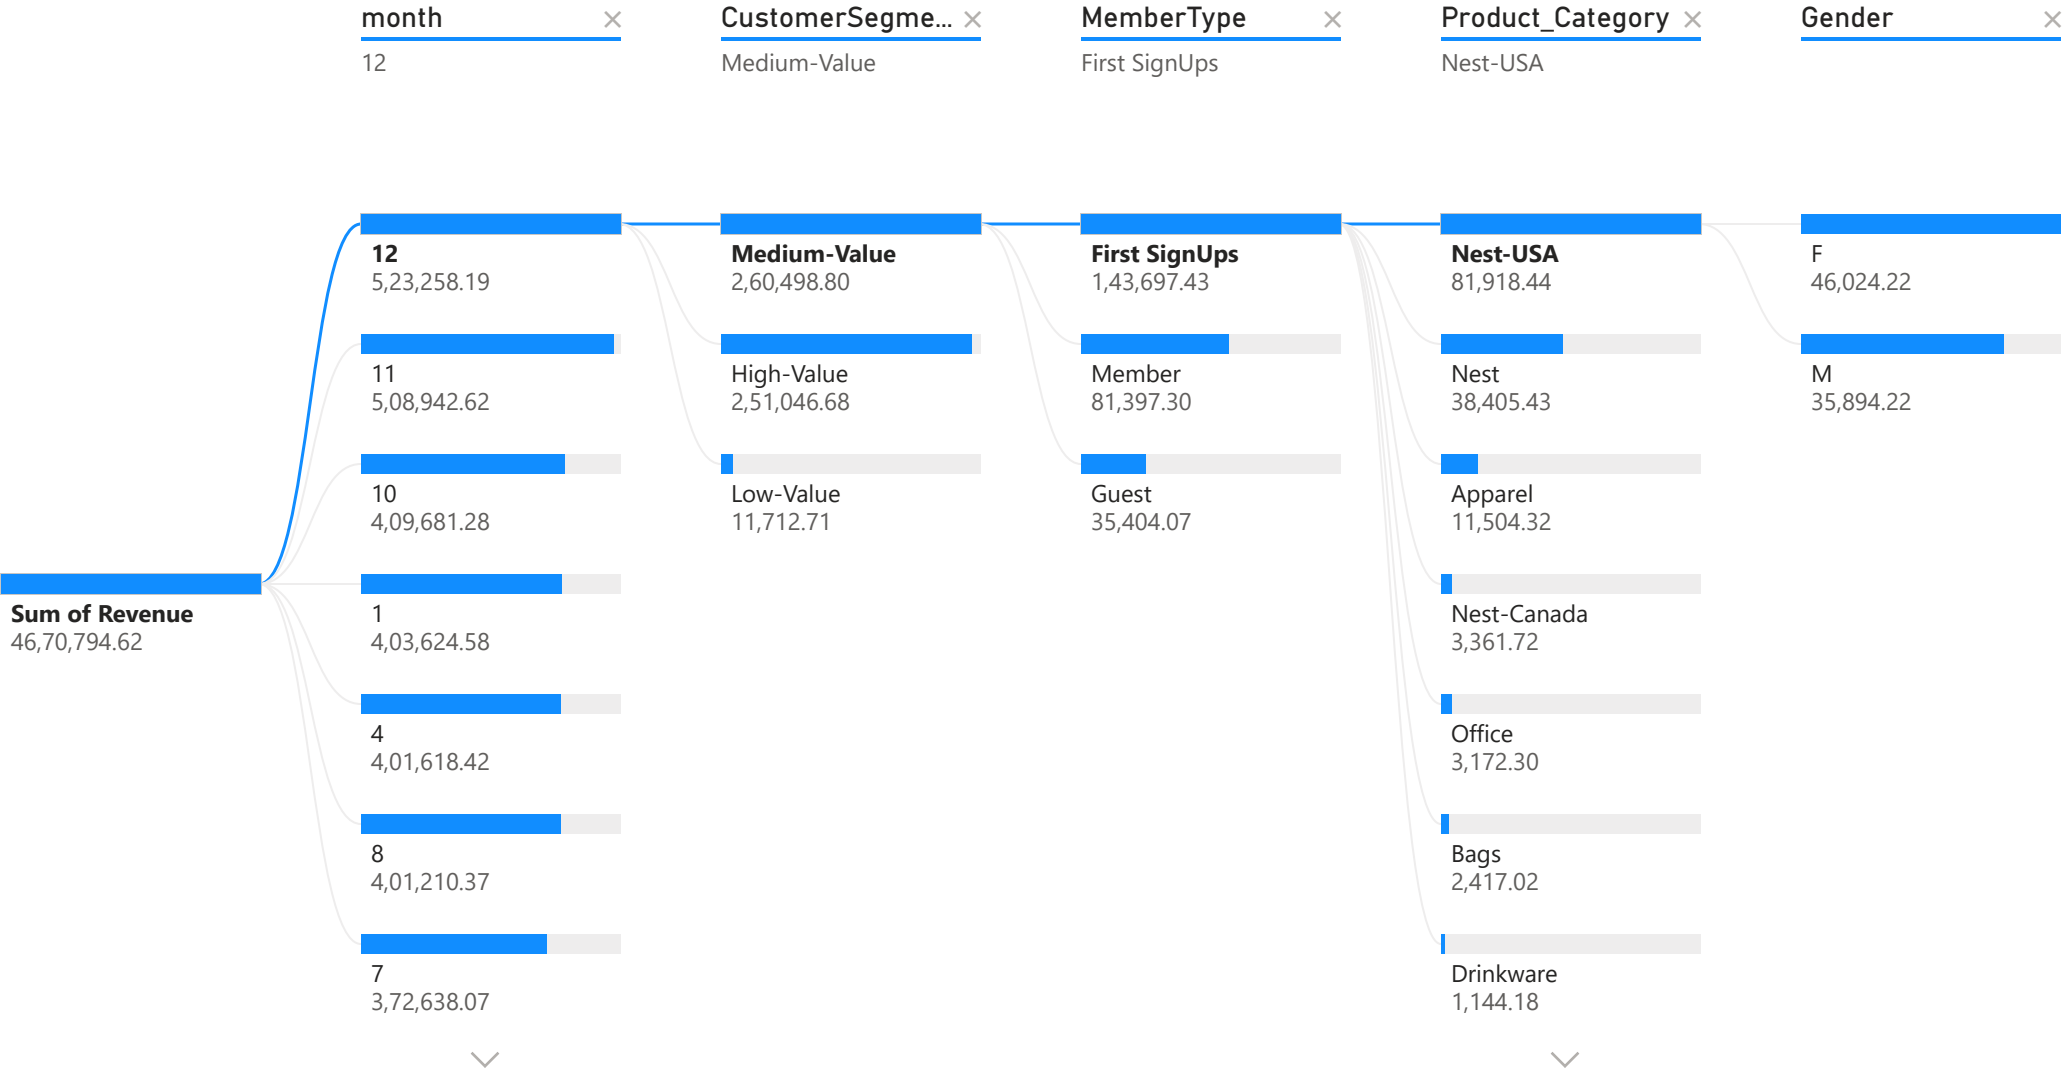 month
12
CustomerSegme...
Medium-Value
MemberType
First SignUps
Product_Category
Nest-USA
Gender
Sum of Revenue
46,70,794.62
12
5,23,258.19
11
5,08,942.62
10
4,09,681.28
1
4,03,624.58
4
4,01,618.42
8
4,01,210.37
7
3,72,638.07
Medium-Value
2,60,498.80
High-Value
2,51,046.68
Low-Value
11,712.71
First SignUps
1,43,697.43
Member
81,397.30
Guest
35,404.07
Nest-USA
81,918.44
Nest
38,405.43
Apparel
11,504.32
Nest-Canada
3,361.72
Office
3,172.30
Bags
2,417.02
Drinkware
1,144.18
F
46,024.22
M
35,894.22